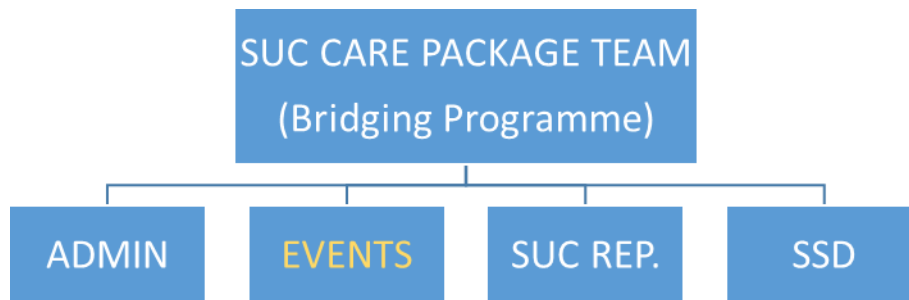 SUC CARE PACKAGE TEAM
(Bridging Programme)
ADMIN
EVENTS
SUC REP.
SSD